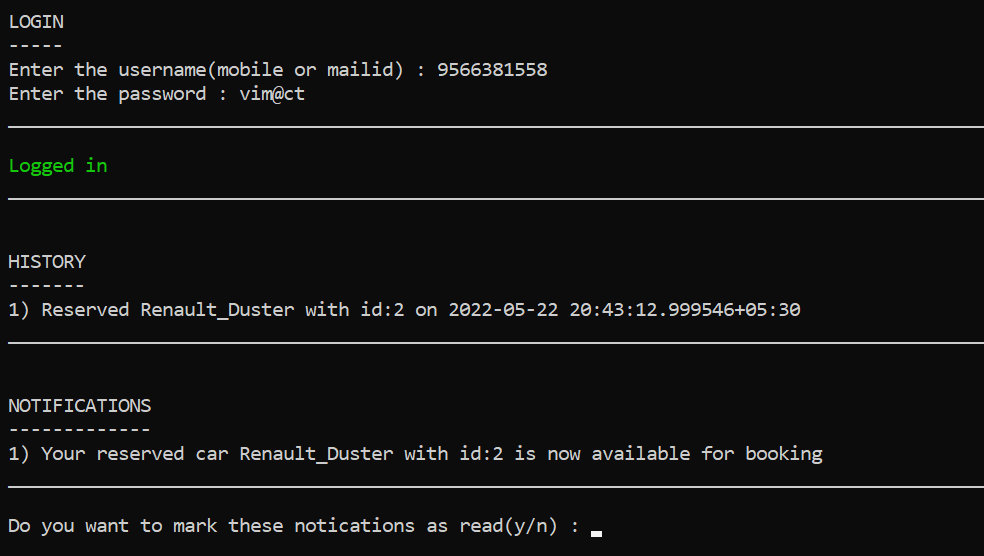 LOGIN
-----
Enter the username(mobile or mailid) : 9566381558
Enter the password : vim@ct
Logged in
HISTORY
-------
1) Reserved Renault_Duster with id:2 on 2022-05-22 20:43:12.999546+05:30
NOTIFICATIONS
-------------
1) Your reserved car Renault_Duster with id:2 is now available for booking
Do you want to mark these notications as read(y/n) :